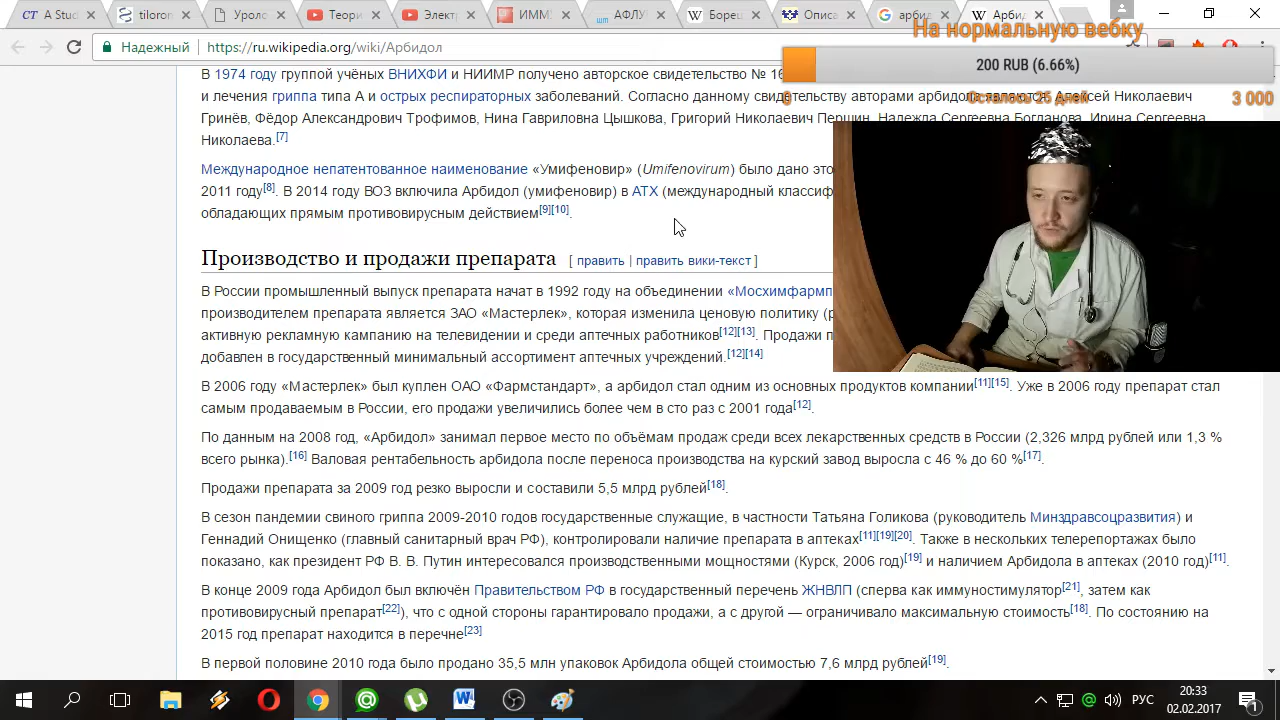 A Stud
tiloron
Уролс
Теори
Электр
ИММУ
АФЛУ
Борец
Описа
арбид
Арбид
На нормальную вебку
Надежный
https://ru.wikipedia.org/wiki/Арбидол
200 RUB (6.66%)
0
Осталось 25 дней
3 000
В 1974 году группой учёных ВНИХФИ и НИИМР получено авторское свидетельство № 16
и лечения гриппа типа А и острых респираторных заболеваний. Согласно данному свидетельству авторами арбидола являются: Алексей Николаевич
Гринёв, Фёдор Александрович Трофимов, Нина Гавриловна Цышкова, Григорий Николаевич Першин, Надежда Сергеевна Богданова, Ирина Сергеевна
Николаева.[7]
Международное непатентованное наименование «Умифеновир» (Umifenovirum) было дано это
2011 году[8]. В 2014 году ВОЗ включила Арбидол (умифеновир) в АТХ (международный классиф
обладающих прямым противовирусным действием[9][10].
Производство и продажи препарата [ править | править вики-текст ]
В России промышленный выпуск препарата начат в 1992 году на объединении «Мосхимфармп
производителем препарата является ЗАО «Мастерлек», которая изменила ценовую политику (р
активную рекламную кампанию на телевидении и среди аптечных работников[12][13]. Продажи п
добавлен в государственный минимальный ассортимент аптечных учреждений.[12][14]
В 2006 году «Мастерлек» был куплен ОАО «Фармстандарт», а арбидол стал одним из основных продуктов компании[11][15]. Уже в 2006 году препарат стал
самым продаваемым в России, его продажи увеличились более чем в сто раз с 2001 года[12].
По данным на 2008 год, «Арбидол» занимал первое место по объёмам продаж среди всех лекарственных средств в России (2,326 млрд рублей или 1,3 %
всего рынка).[16] Валовая рентабельность арбидола после переноса производства на курский завод выросла с 46 % до 60 %[17].
Продажи препарата за 2009 год резко выросли и составили 5,5 млрд рублей[18].
В сезон пандемии свиного гриппа 2009-2010 годов государственные служащие, в частности Татьяна Голикова (руководитель Минздравсоцразвития) и
Геннадий Онищенко (главный санитарный врач РФ), контролировали наличие препарата в аптеках[11][19][20]. Также в нескольких телерепортажах было
показано, как президент РФ В. В. Путин интересовался производственными мощностями (Курск, 2006 год)[19] и наличием Арбидола в аптеках (2010 год)[11].
В конце 2009 года Арбидол был включён Правительством РФ в государственный перечень ЖНВЛП (сперва как иммуностимулятор[21], затем как
противовирусный препарат[22]), что с одной стороны гарантировало продажи, а с другой — ограничивало максимальную стоимость[18]. По состоянию на
2015 год препарат находится в перечне[23]
В первой половине 2010 года было продано 35,5 млн упаковок Арбидола общей стоимостью 7,6 млрд рублей[19].
РУС
20:33
02.02.2017
1